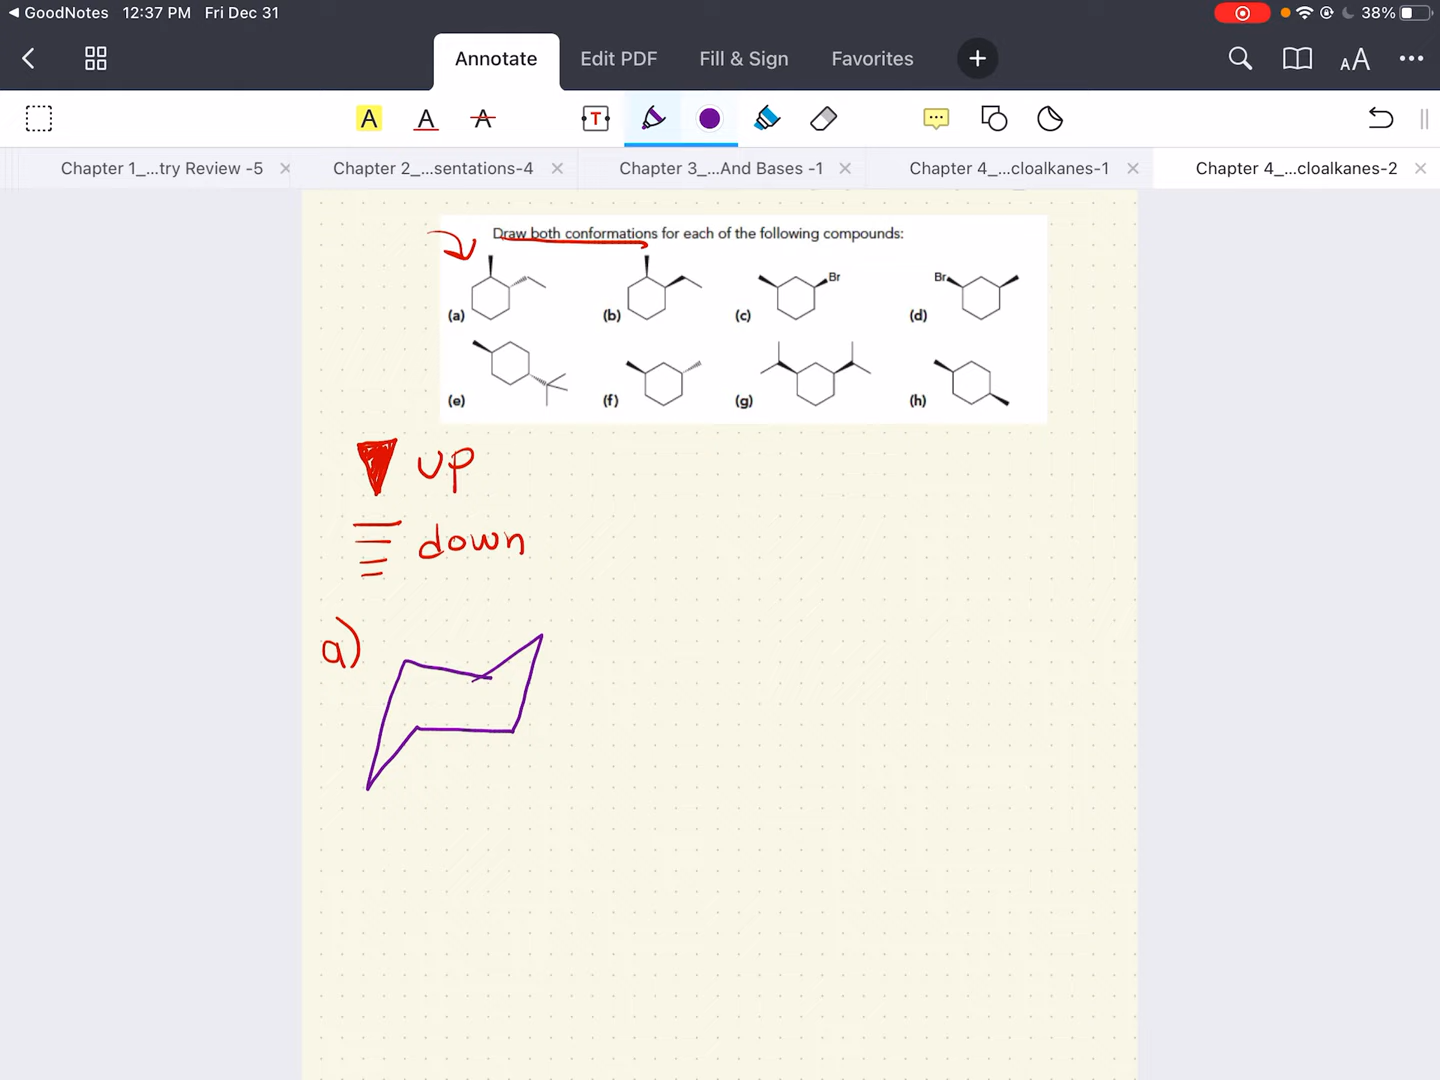 GoodNotes 12:37 PM Fri Dec 31 38%
Annotate Edit PDF Fill & Sign Favorites
AA
A A A T
Chapter 1_...try Review -5 Chapter 2_...sentations-4 Chapter 3_...And Bases -1 Chapter 4_...cloalkanes-1 Chapter 4_...cloalkanes-2
Draw both conformations for each of the following compounds:
Br Br
(a) (b) (c) (d)
(e) (f) (g) (h)
up
down
a)